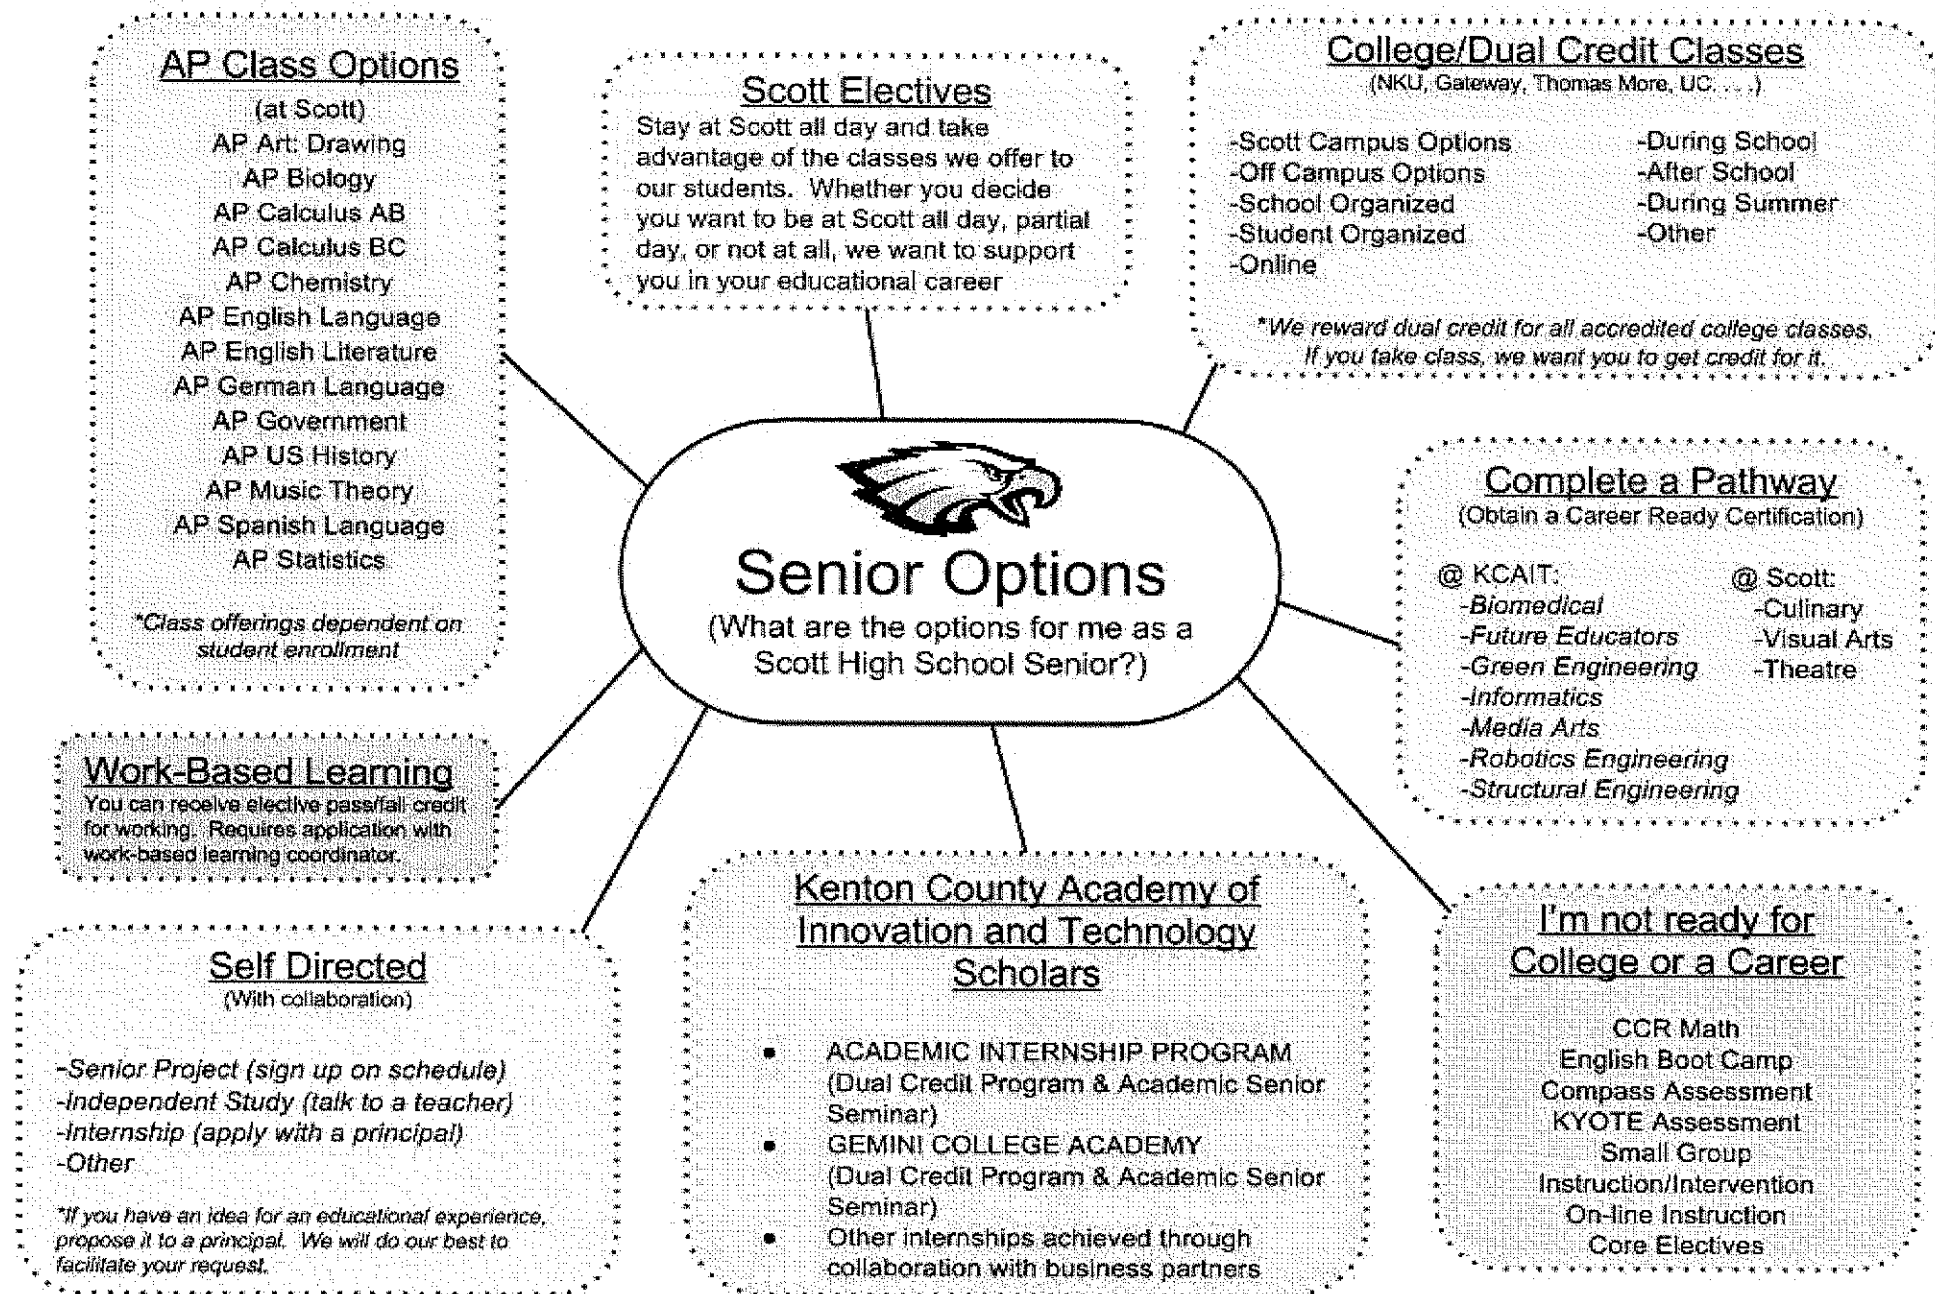 AP Class Options
(at Scott)
AP Art: Drawing
AP Biology
AP Calculus AB
AP Calculus BC
AP Chemistry
AP English Language
AP English Literature
AP German Language
AP Government
AP US History
AP Music Theory
AP Spanish Language
AP Statistics
*Class offerings dependent on
student enrollment
Scott Electives
Stay at Scott all day and take
advantage of the classes we offer to
our students. Whether you decide
you want to be at Scott all day, partial
day, or not at all, we want to support
you in your educational career
College/Dual Credit Classes
(NKU, Gateway, Thomas More, UC. . . .)
-Scott Campus Options
-Off Campus Options
-School Organized
-Student Organized
-Online
-During School
-After School
-During Summer
-Other
*We reward dual credit for all accredited college classes.
If you take class, we want you to get credit for it.
Senior Options
(What are the options for me as a
Scott High School Senior?)
Complete a Pathway
(Obtain a Career Ready Certification)
@ KCAIT:
-Biomedical
-Future Educators
-Green Engineering
-Informatics
-Media Arts
-Robotics Engineering
-Structural Engineering
@ Scott:
-Culinary
-Visual Arts
-Theatre
Work-Based Learning
You can receive elective pass/fail credit
for working. Requires application with
work-based learning coordinator.
Self Directed
(With collaboration)
-Senior Project (sign up on schedule)
-Independent Study (talk to a teacher)
-Internship (apply with a principal)
-Other
*If you have an idea for an educational experience,
propose it to a principal. We will do our best to
facilitate your request.
Kenton County Academy of
Innovation and Technology
Scholars
• ACADEMIC INTERNSHIP PROGRAM
(Dual Credit Program & Academic Senior
Seminar)
• GEMINI COLLEGE ACADEMY
(Dual Credit Program & Academic Senior
Seminar)
• Other internships achieved through
collaboration with business partners
I'm not ready for
College or a Career
CCR Math
English Boot Camp
Compass Assessment
KYOTE Assessment
Small Group
Instruction/Intervention
On-line Instruction
Core Electives